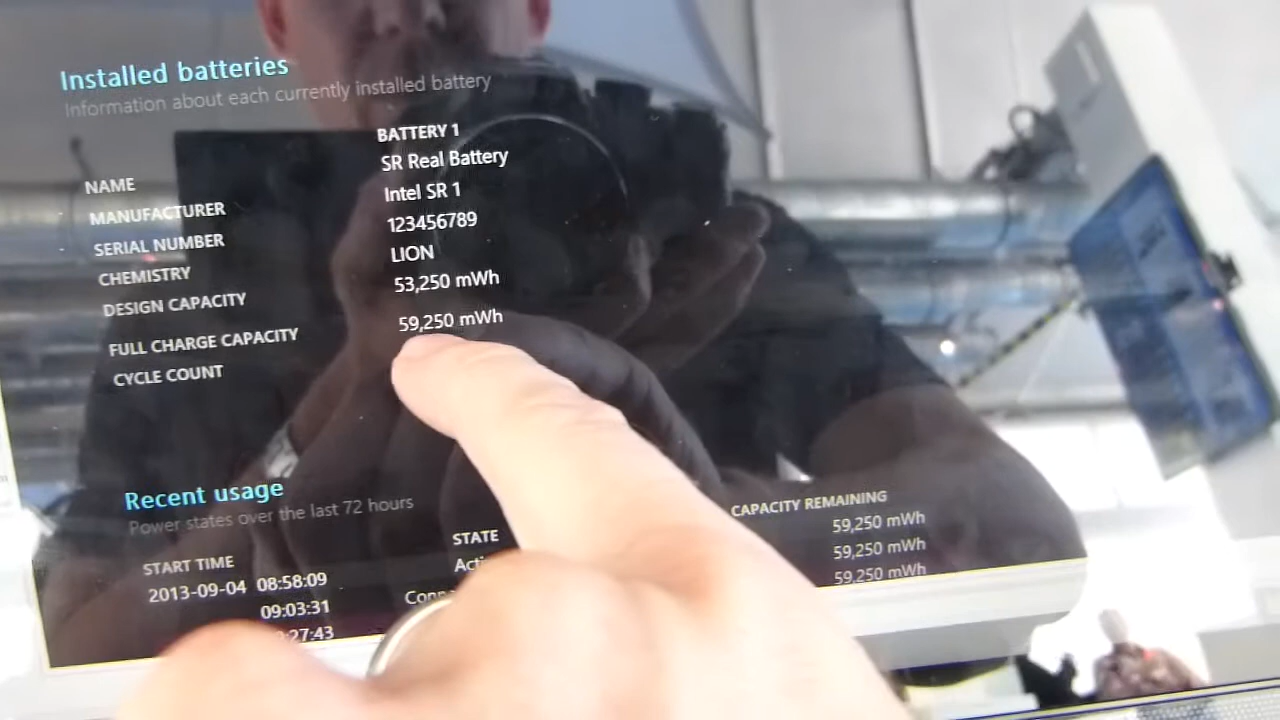 Installed batteries
Information about each currently installed battery
BATTERY 1
NAME SR Real Battery
MANUFACTURER Intel SR 1
SERIAL NUMBER 123456789
CHEMISTRY LION
DESIGN CAPACITY 53,250 mWh
FULL CHARGE CAPACITY 59,250 mWh
CYCLE COUNT
Recent usage
Power states over the last 72 hours
START TIME STATE CAPACITY REMAINING
2013-09-04 08:58:09 59,250 mWh
09:03:31 59,250 mWh
:27:43 59,250 mWh